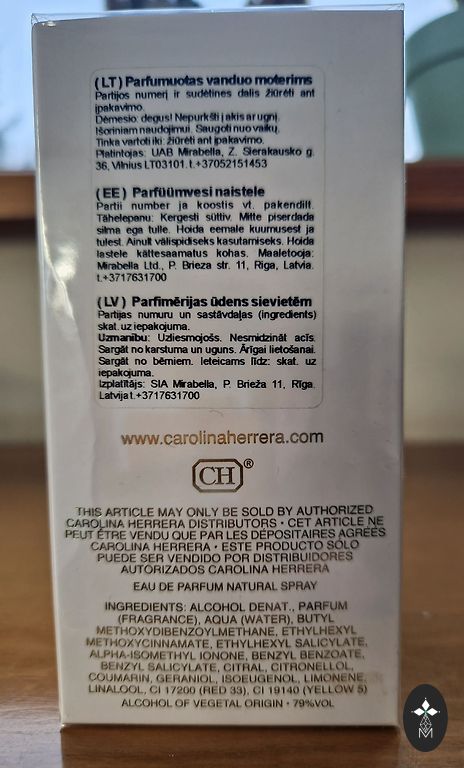 (LT) Parfumuotas vanduo moterims
Partijos numerį ir sudėtines dalis žiūrėti ant
įpakavimo.
Dėmesio: degus! Nepurkšti į akis ar ugnį.
Išoriniam naudojimui. Saugoti nuo vaikų.
Tinka vartoti iki: žiūrėti ant įpakavimo.
Platintojas: UAB Mirabella, Z. Sierakausko g.
36, Vilnius LT03101. t.+37052151453
(EE) Parfüümvesi naistele
Partii number ja koostis vt. pakendilt.
Tähelepanu: Kergesti süttiv. Mitte piserdada
silma ega tulle. Hoida eemale kuumusest ja
tulest. Ainult välispidiseks kasutamiseks. Hoida
lastele kättesaamatus kohas. Maaletooja:
Mirabella Ltd., P. Brieza str. 11, Riga, Latvia.
t.+3717631700
(LV) Parfimērijas ūdens sievietēm
Partijas numuru un sastāvdaļas (ingredients)
skat. uz iepakojuma.
Uzmanību: Uzliesmojošs. Nesmidzināt acīs.
Sargāt no karstuma un uguns. Ārīgai lietošanai.
Sargāt no bērniem. Ieteicams līdz: skat. uz
iepakojuma.
Izplatītājs: SIA Mirabella, P. Brieža 11, Rīga.
Latvija t.+3717631700
www.carolinaherrera.com
CH®
THIS ARTICLE MAY ONLY BE SOLD BY AUTHORIZED
CAROLINA HERRERA DISTRIBUTORS • CET ARTICLE NE
PEUT ÊTRE VENDU QUE PAR LES DÉPOSITAIRES AGRÉÉS
CAROLINA HERRERA • ESTE PRODUCTO SÓLO
PUEDE SER VENDIDO POR DISTRIBUIDORES
AUTORIZADOS CAROLINA HERRERA
EAU DE PARFUM NATURAL SPRAY
INGREDIENTS: ALCOHOL DENAT., PARFUM
(FRAGRANCE), AQUA (WATER), BUTYL
METHOXYDIBENZOYLMETHANE, ETHYLHEXYL
METHOXYCINNAMATE, ETHYLHEXYL SALICYLATE,
ALPHA-ISOMETHYL IONONE, BENZYL BENZOATE,
BENZYL SALICYLATE, CITRAL, CITRONELLOL,
COUMARIN, GERANIOL, ISOEUGENOL, LIMONENE,
LINALOOL, CI 17200 (RED 33), CI 19140 (YELLOW 5)
ALCOHOL OF VEGETAL ORIGIN • 79%VOL
M